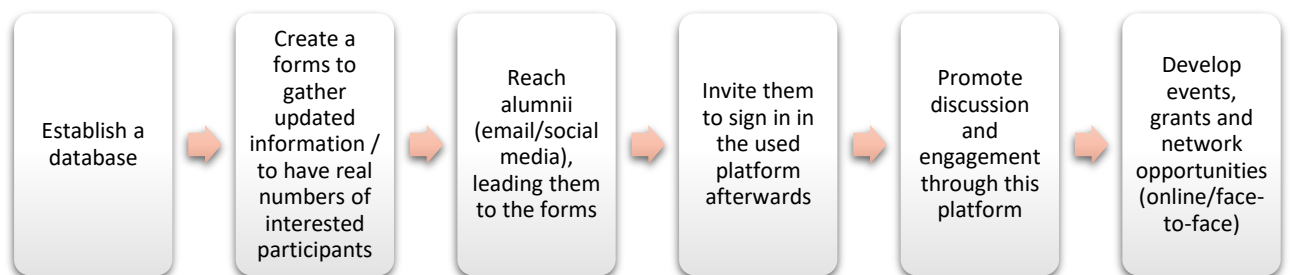 Establish a
database
Create a
forms to
gather
updated
information /
to have real
numbers of
interested
participants
Reach
alumnii
(email/social
media),
leading them
to the forms
Invite them
to sign in in
the used
platform
afterwards
Promote
discussion
and
engagement
through this
platform
Develop
events,
grants and
network
opportunities
(online/face-
to-face)